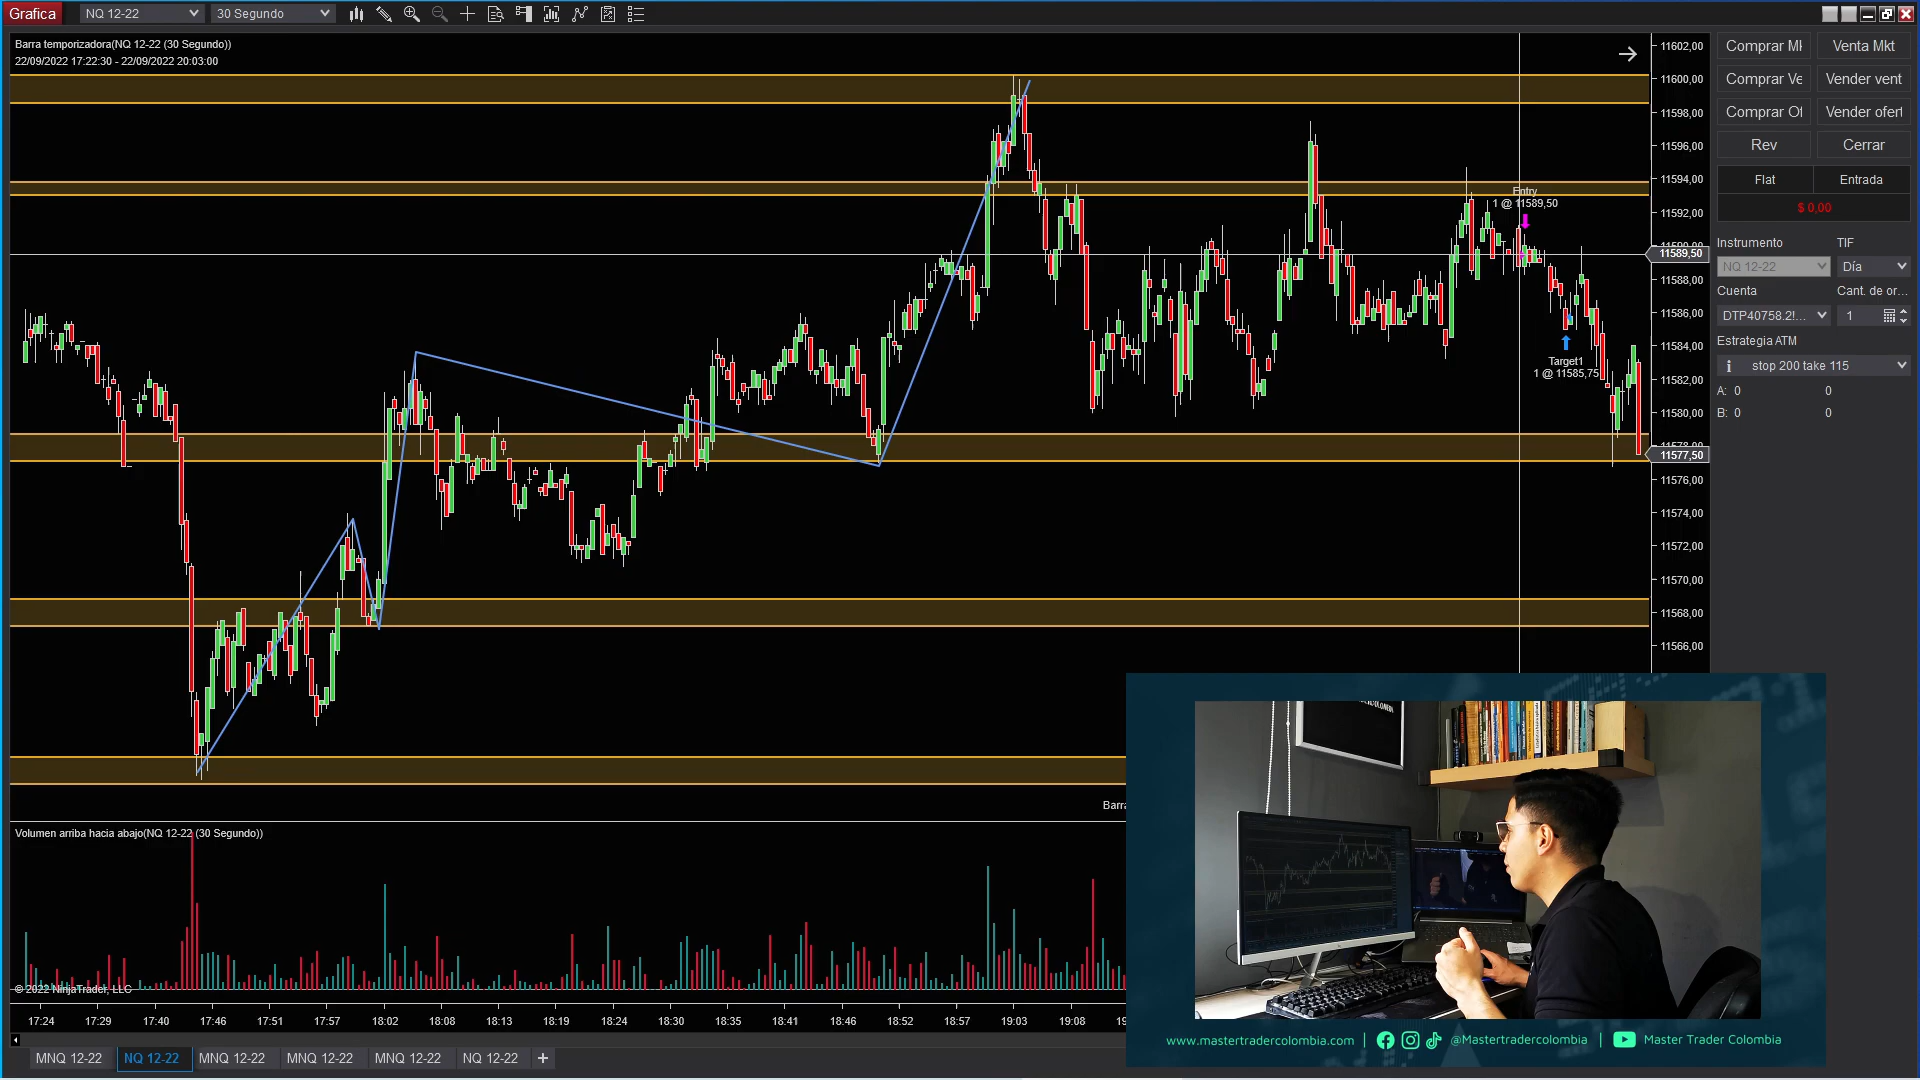 Grafica
NQ 12-22
30 Segundo
Barra temporizadora(NQ 12-22 (30 Segundo))
22/09/2022 17:22:30 - 22/09/2022 20:03:00
11602,00
11600,00
11598,00
11596,00
11594,00
11592,00
11589,50
11588,00
11586,00
11584,00
11582,00
11580,00
11577,50
11576,00
11574,00
11572,00
11570,00
11568,00
11566,00
Entry
1 @ 11589,50
Target1
1 @ 11585,75
Comprar Mk
Venta Mkt
Comprar Ve
Vender vent
Comprar Of
Vender ofert
Rev
Cerrar
Flat
Entrada
$ 0,00
Instrumento
TIF
NQ 12-22
Día
Cuenta
Cant. de or...
DTP40758.2!...
1
Estrategia ATM
stop 200 take 115
A: 0 0
B: 0 0
Barra
Volumen arriba hacia abajo(NQ 12-22 (30 Segundo))
© 2022 NinjaTrader, LLC
17:24 17:29 17:40 17:46 17:51 17:57 18:02 18:08 18:13 18:19 18:24 18:30 18:35 18:41 18:46 18:52 18:57 19:03 19:08 19
MNQ 12-22 NQ 12-22 MNQ 12-22 MNQ 12-22 MNQ 12-22 NQ 12-22 +
www.mastertradercolombia.com | @Mastertradercolombia | Master Trader Colombia